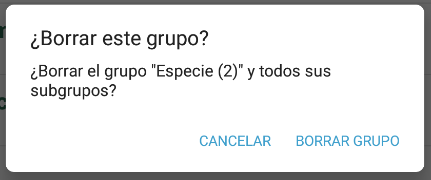 ¿Borrar este grupo?
¿Borrar el grupo "Especie (2)" y todos sus
subgrupos?
CANCELAR BORRAR GRUPO